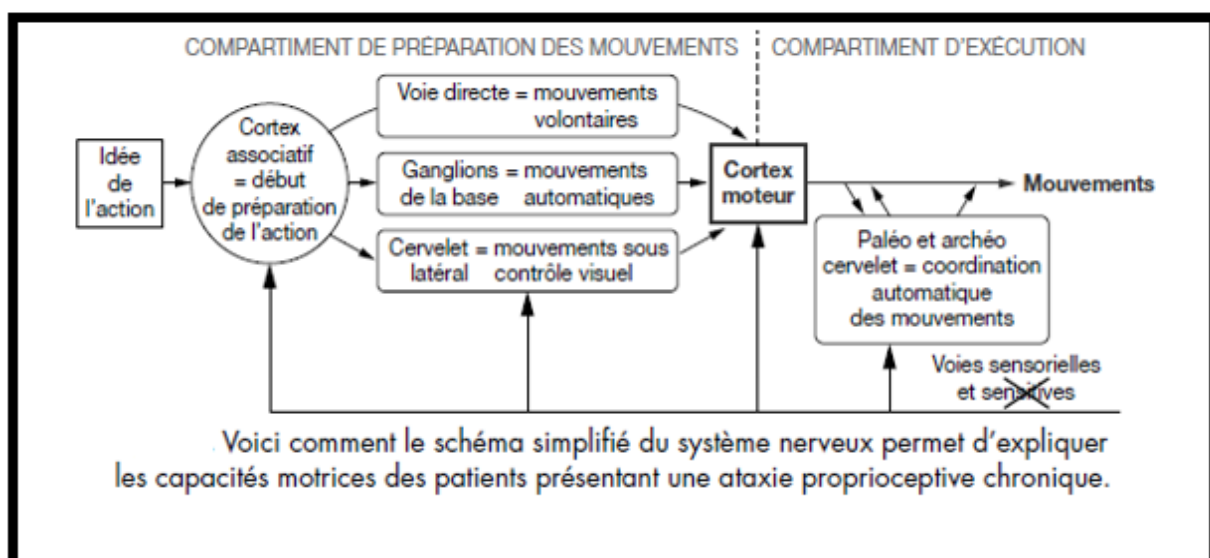 COMPARTIMENT DE PRÉPARATION DES MOUVEMENTS
COMPARTIMENT D'EXÉCUTION
Idée
de
l'action
Cortex
associatif
= début
de préparation
de l'action
Voie directe = mouvements
volontaires
Ganglions = mouvements
de la base automatiques
Cervelet = mouvements sous
latéral contrôle visuel
Cortex
moteur
Mouvements
Paléo et archéo
cervelet = coordination
automatique
des mouvements
Voies sensorielles
et sensitives
. Voici comment le schéma simplifié du système nerveux permet d'expliquer
les capacités motrices des patients présentant une ataxie proprioceptive chronique.